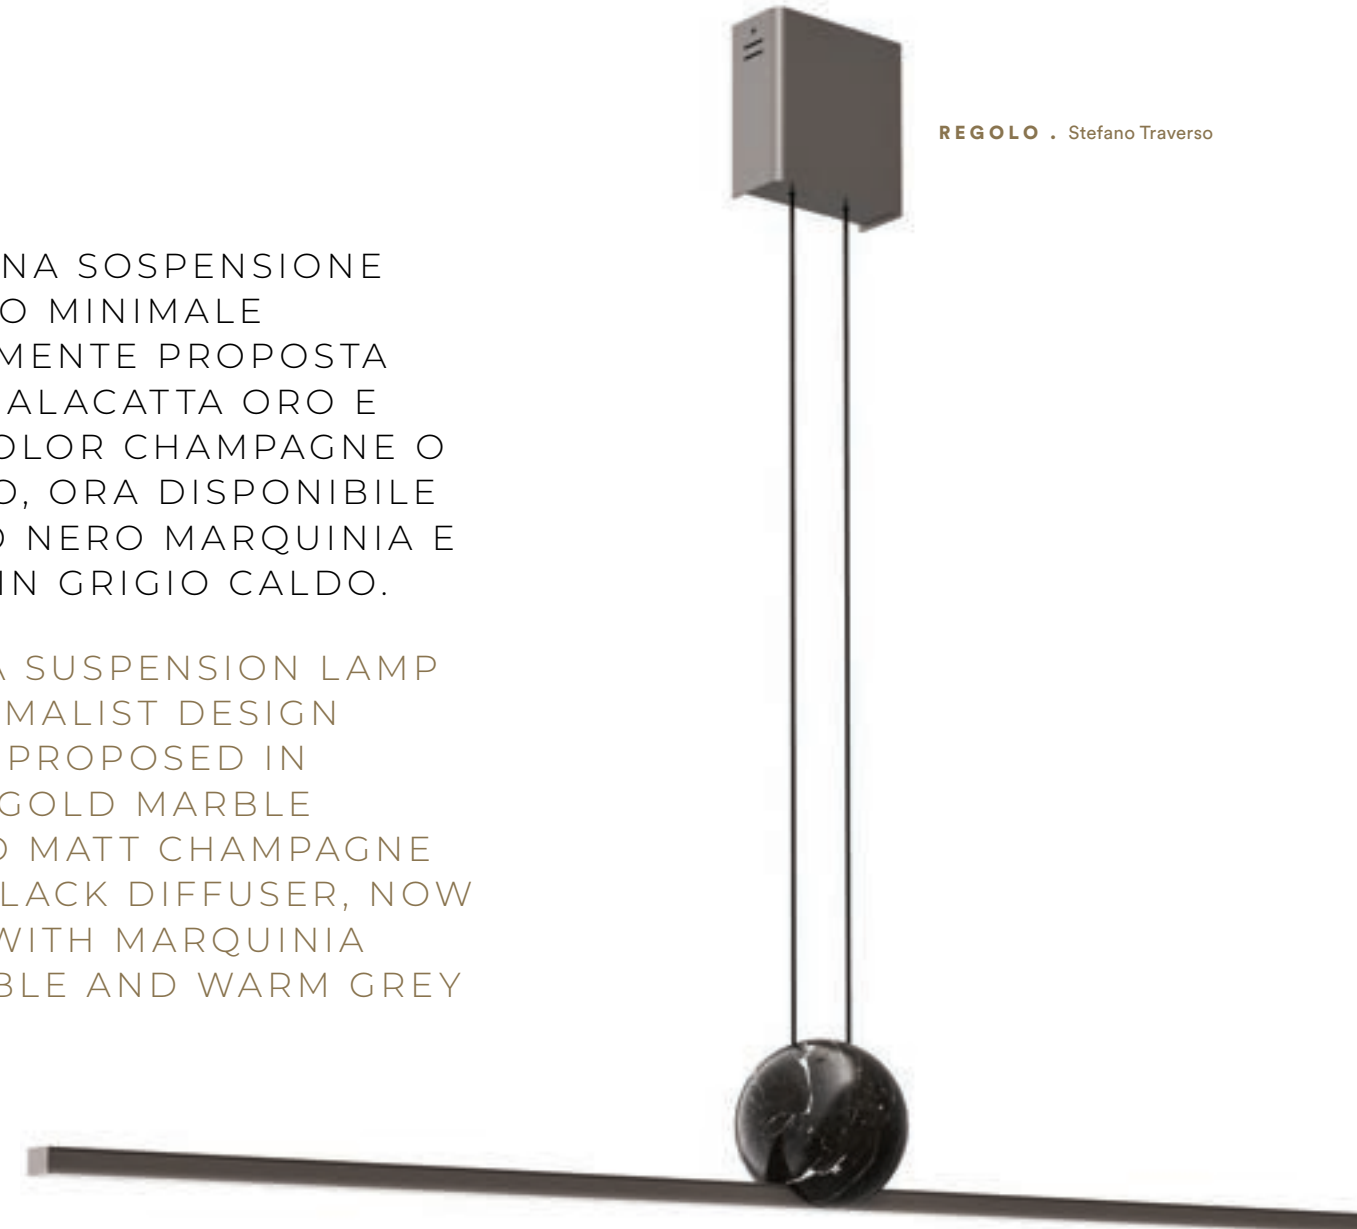 REGOLO . Stefano Traverso
NA SOSPENSIONE
O MINIMALE
MENTE PROPOSTA
ALACATTA ORO E
OLOR CHAMPAGNE O
O, ORA DISPONIBILE
O NERO MARQUINIA E
IN GRIGIO CALDO.
A SUSPENSION LAMP
MALIST DESIGN
PROPOSED IN
GOLD MARBLE
D MATT CHAMPAGNE
LACK DIFFUSER, NOW
WITH MARQUINIA
BLE AND WARM GREY